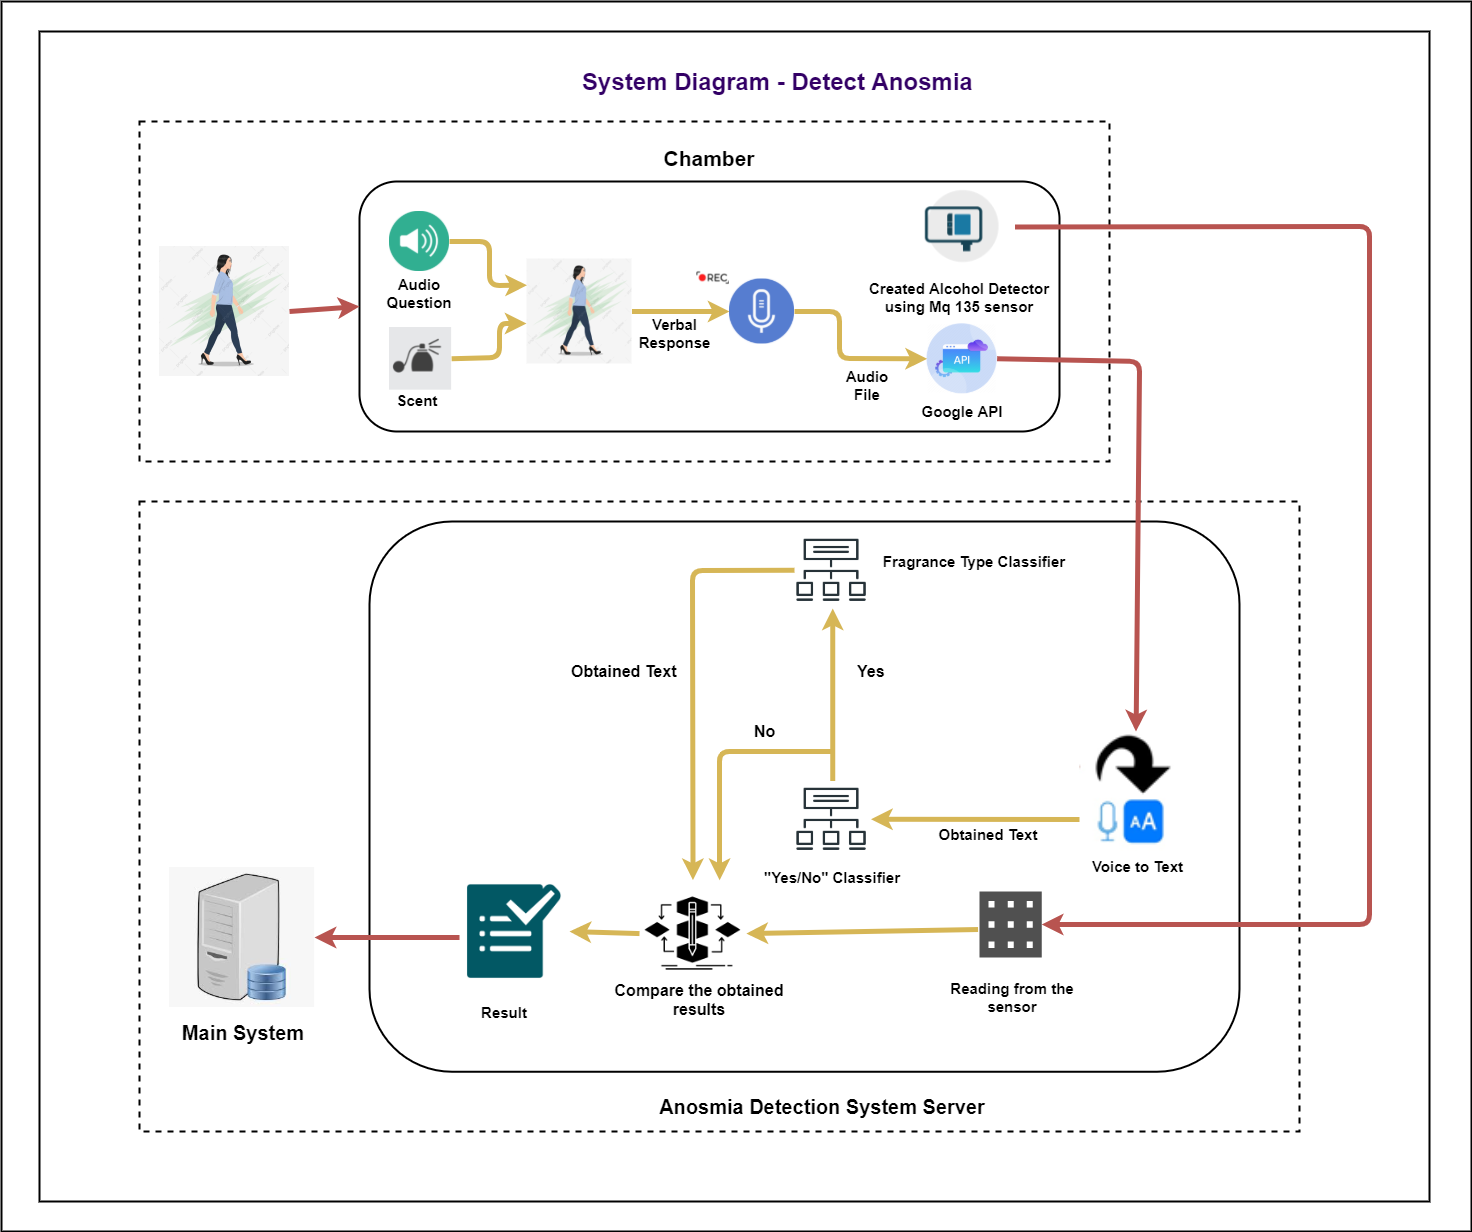 System Diagram - Detect Anosmia
Chamber
Audio
Question
Scent
REC
Verbal
Response
Audio
File
Created Alcohol Detector
using Mq 135 sensor
API
Google API
Fragrance Type Classifier
Obtained Text
Yes
No
"Yes/No" Classifier
Obtained Text
AA
Voice to Text
Reading from the
sensor
Compare the obtained
results
Result
Main System
Anosmia Detection System Server